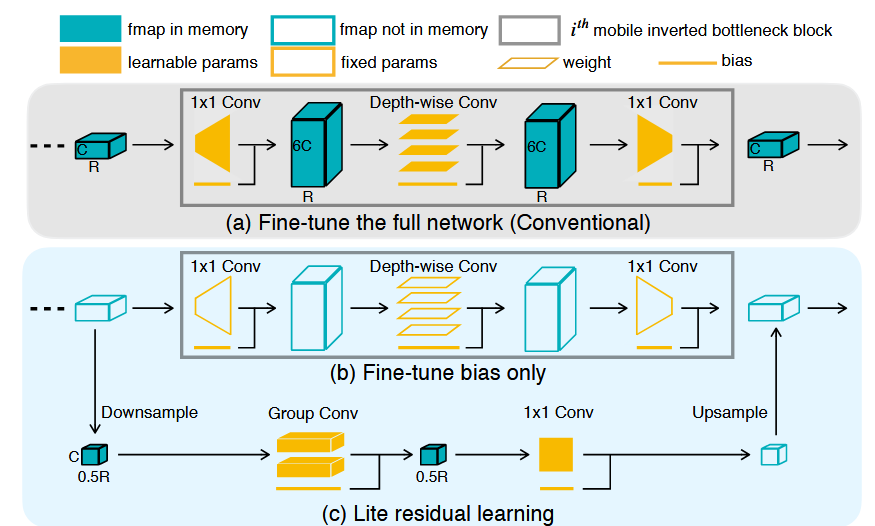 fmap in memory
fmap not in memory
iᵗʰ mobile inverted bottleneck block
learnable params
fixed params
weight
bias
1x1 Conv
Depth-wise Conv
1x1 Conv
C
R
6C
R
6C
R
C
R
(a) Fine-tune the full network (Conventional)
1x1 Conv
Depth-wise Conv
1x1 Conv
(b) Fine-tune bias only
Downsample
Group Conv
1x1 Conv
Upsample
C
0.5R
0.5R
(c) Lite residual learning